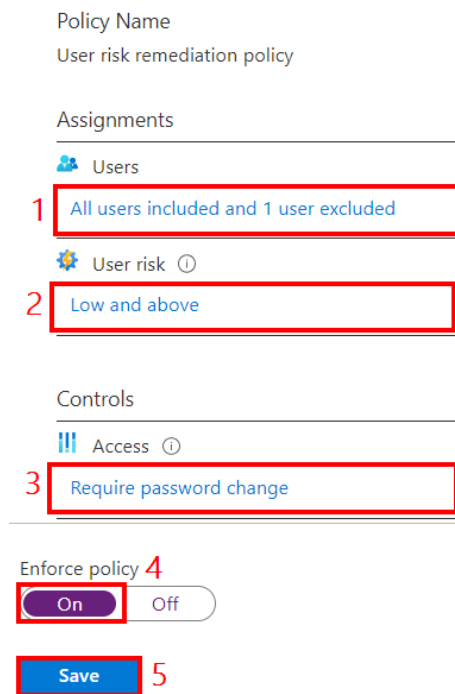 Policy Name
User risk remediation policy
Assignments
Users
1 All users included and 1 user excluded
User risk
2 Low and above
Controls
Access
3 Require password change
Enforce policy 4
On Off
Save 5